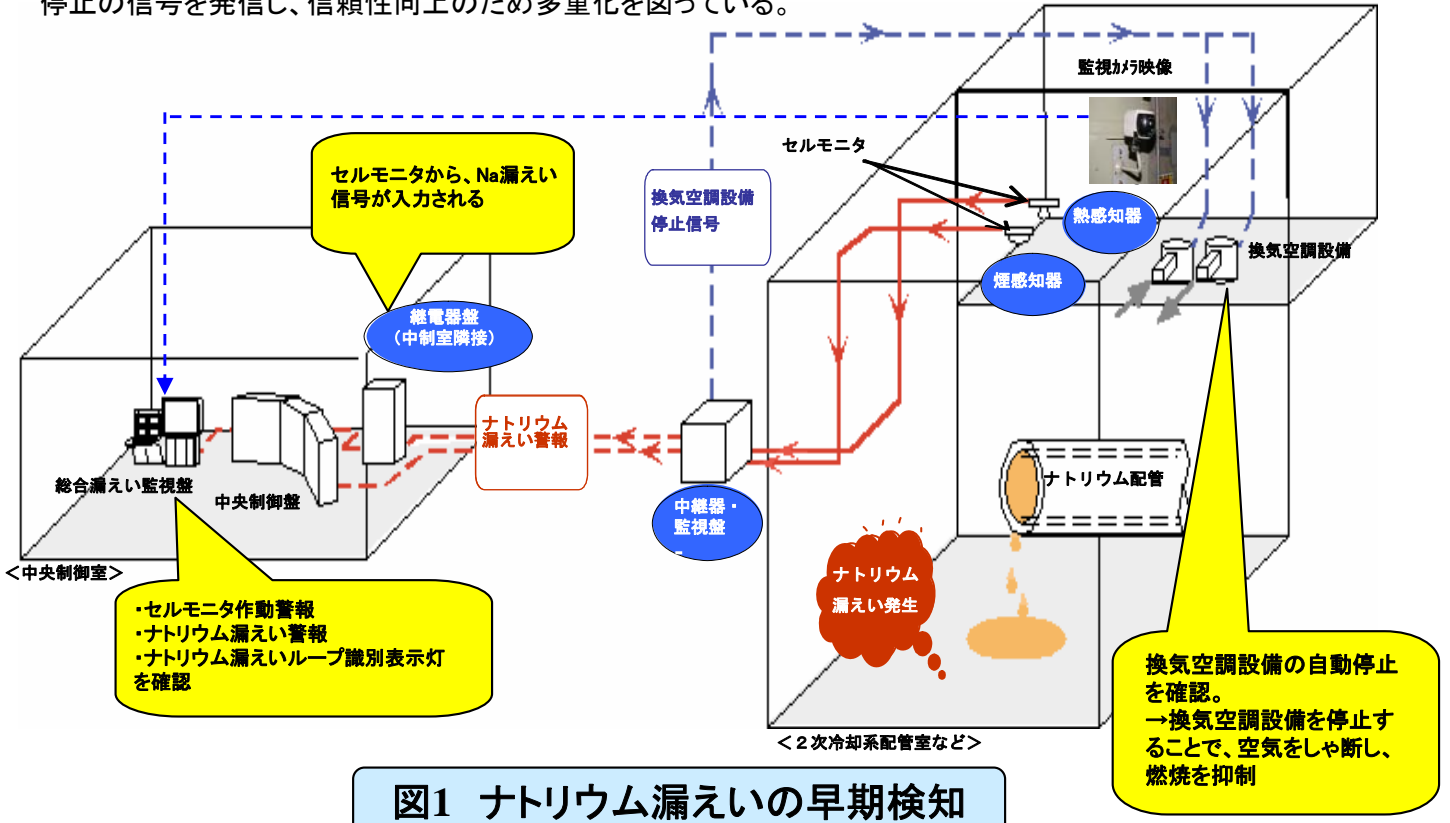 停止の信号を発信し、信頼性向上のため多重化を図っている。
監視ｶﾒﾗ映像
セルモニタ
セルモニタから、Na漏えい
信号が入力される
換気空調設備
停止信号
熱感知器
換気空調設備
煙感知器
継電器盤
（中制室隣接）
ナトリウム
漏えい警報
ナトリウム配管
総合漏えい監視盤
中央制御盤
中継器・
監視盤
＜中央制御室＞
ナトリウム
漏えい発生
・セルモニタ作動警報
・ナトリウム漏えい警報
・ナトリウム漏えいループ識別表示灯
を確認
換気空調設備の自動停止
を確認。
→換気空調設備を停止す
ることで、空気をしゃ断し、
燃焼を抑制
＜２次冷却系配管室など＞
図1　ナトリウム漏えいの早期検知